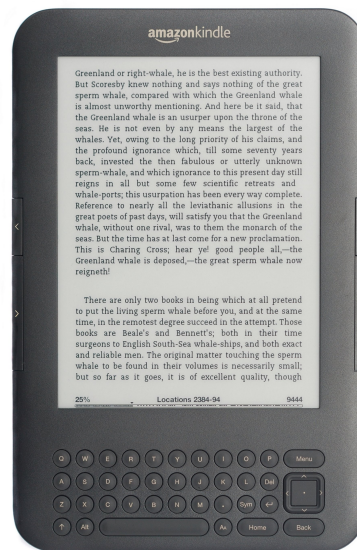 amazonkindle
Greenland or right-whale, he is the best existing authority.
But Scoresby knew nothing and says nothing of the great
sperm whale, compared with which the Greenland whale
is almost unworthy mentioning. And here be it said, that
the Greenland whale is an usurper upon the throne of the
seas. He is not even by any means the largest of the
whales. Yet, owing to the long priority of his claims, and
the profound ignorance which, till some seventy years
back, invested the then fabulous or utterly unknown
sperm-whale, and which ignorance to this present day still
reigns in all but some few scientific retreats and
whale-ports; this usurpation has been every way complete.
Reference to nearly all the leviathanic allusions in the
great poets of past days, will satisfy you that the Greenland
whale, without one rival, was to them the monarch of the
seas. But the time has at last come for a new proclamation.
This is Charing Cross; hear ye! good people all,—the
Greenland whale is deposed,—the great sperm whale now
reigneth!
There are only two books in being which at all pretend
to put the living sperm whale before you, and at the same
time, in the remotest degree succeed in the attempt. Those
books are Beale's and Bennett's; both in their time
surgeons to English South-Sea whale-ships, and both exact
and reliable men. The original matter touching the sperm
whale to be found in their volumes is necessarily small;
but so far as it goes, it is of excellent quality, though
25% Locations 2384-94 9444
Q W E R T Y U I O P Menu
A S D F G H J K L Del
Z X C V B N M . Sym
Alt Aa Home Back